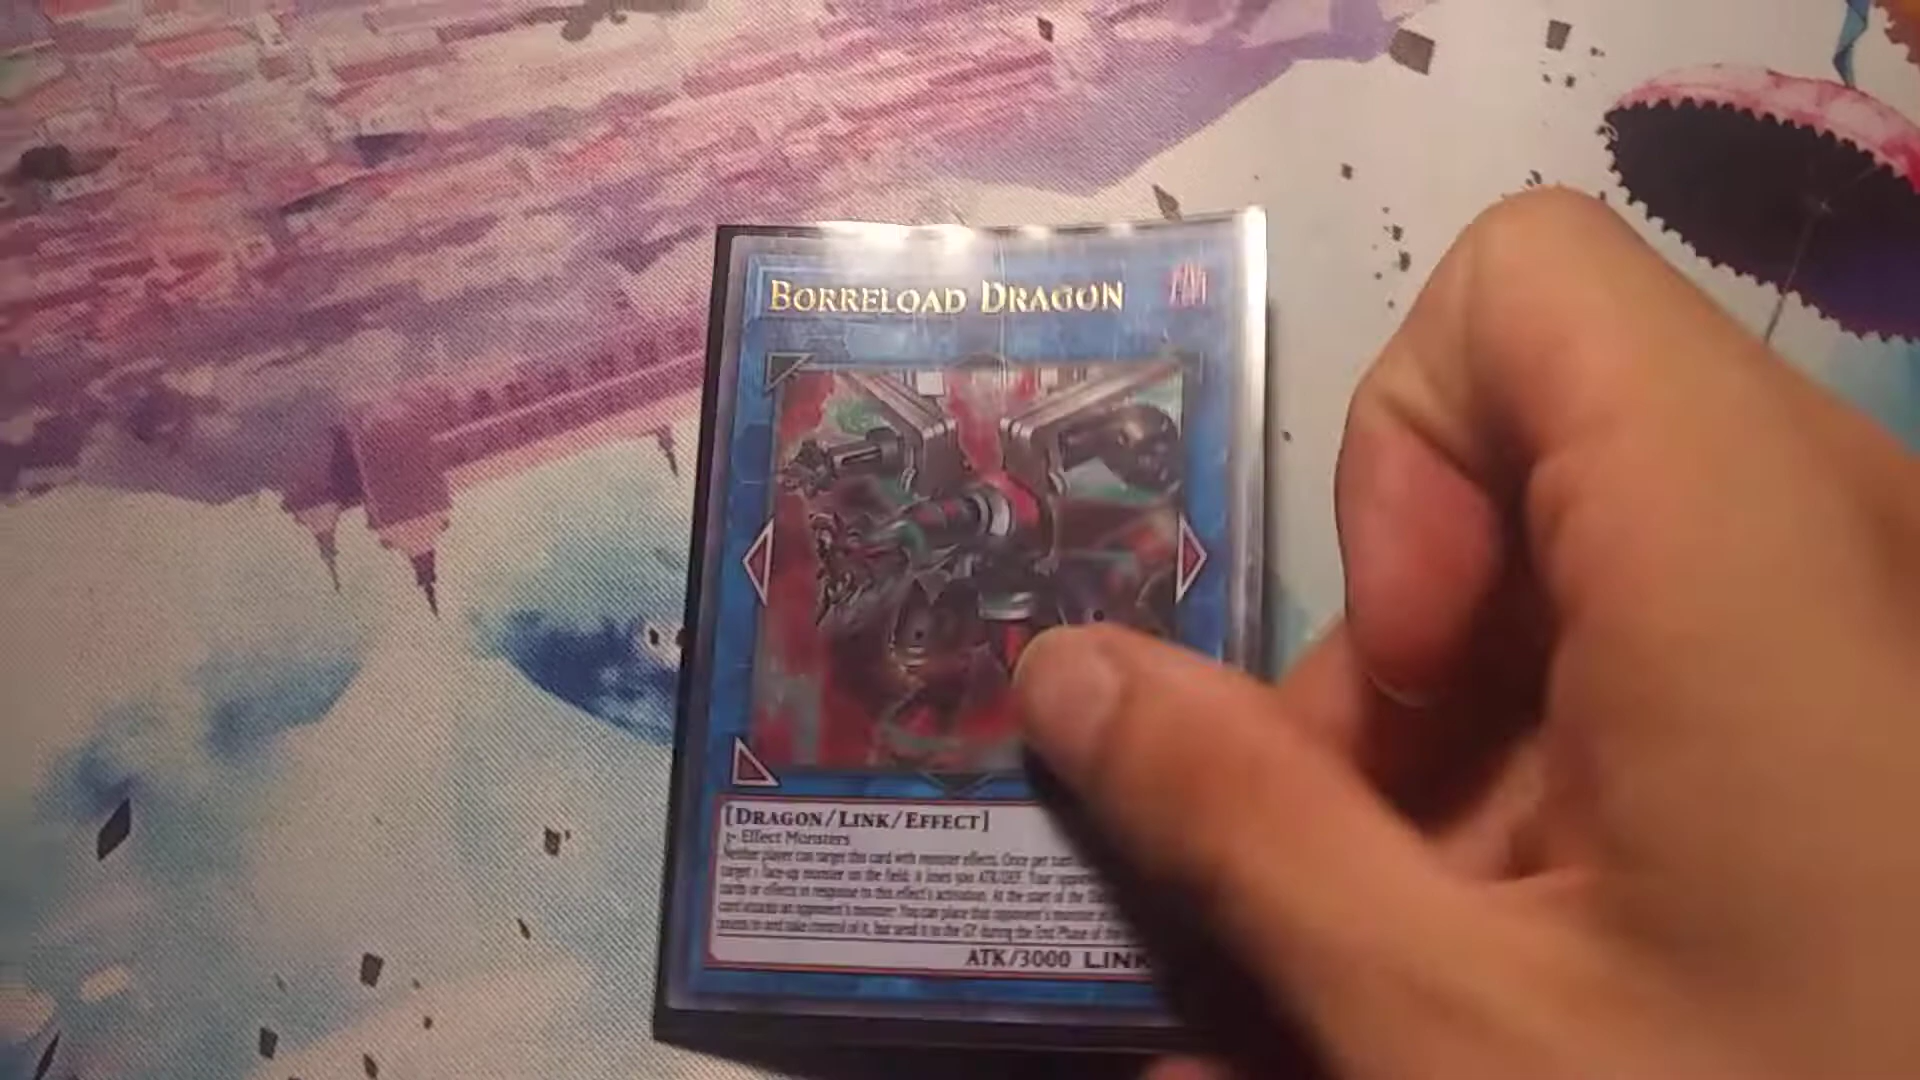 BORRELOAD DRAGON
[DRAGON/LINK/EFFECT]
3+ Effect Monsters
Neither player can target this card with monster effects. Once per turn
target 1 face-up monster on the field; it loses 500 ATK/DEF. Your
cards or effects in response to this effect's activation. At the start of the
card attacks an opponent's monster: You can place that opponent's monster
points to and take control of it, but send it to the GY during the End Phase of the
ATK/3000 LINK